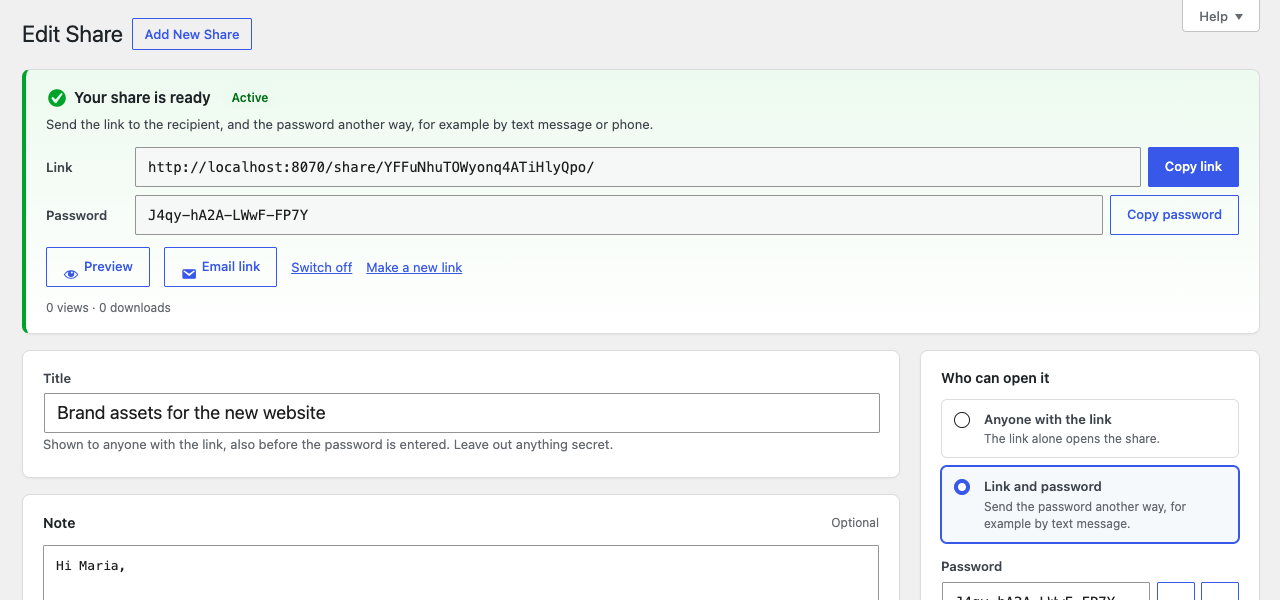 Help ▼
Edit Share
Add New Share
Your share is ready
Active
Send the link to the recipient, and the password another way, for example by text message or phone.
Link
http://localhost:8070/share/YFFuNhuTOWyonq4ATiHlyQpo/
Copy link
Password
J4qy-hA2A-LWwF-FP7Y
Copy password
Preview
Email link
Switch off
Make a new link
0 views · 0 downloads
Title
Brand assets for the new website
Shown to anyone with the link, also before the password is entered. Leave out anything secret.
Note
Optional
Hi Maria,
Who can open it
Anyone with the link
The link alone opens the share.
Link and password
Send the password another way, for
example by text message.
Password
J4qy-hA2A-LWwF-FP7Y